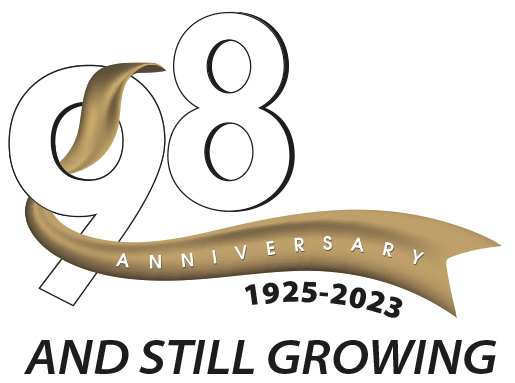 98
ANNIVERSARY
1925-2023
AND STILL GROWING